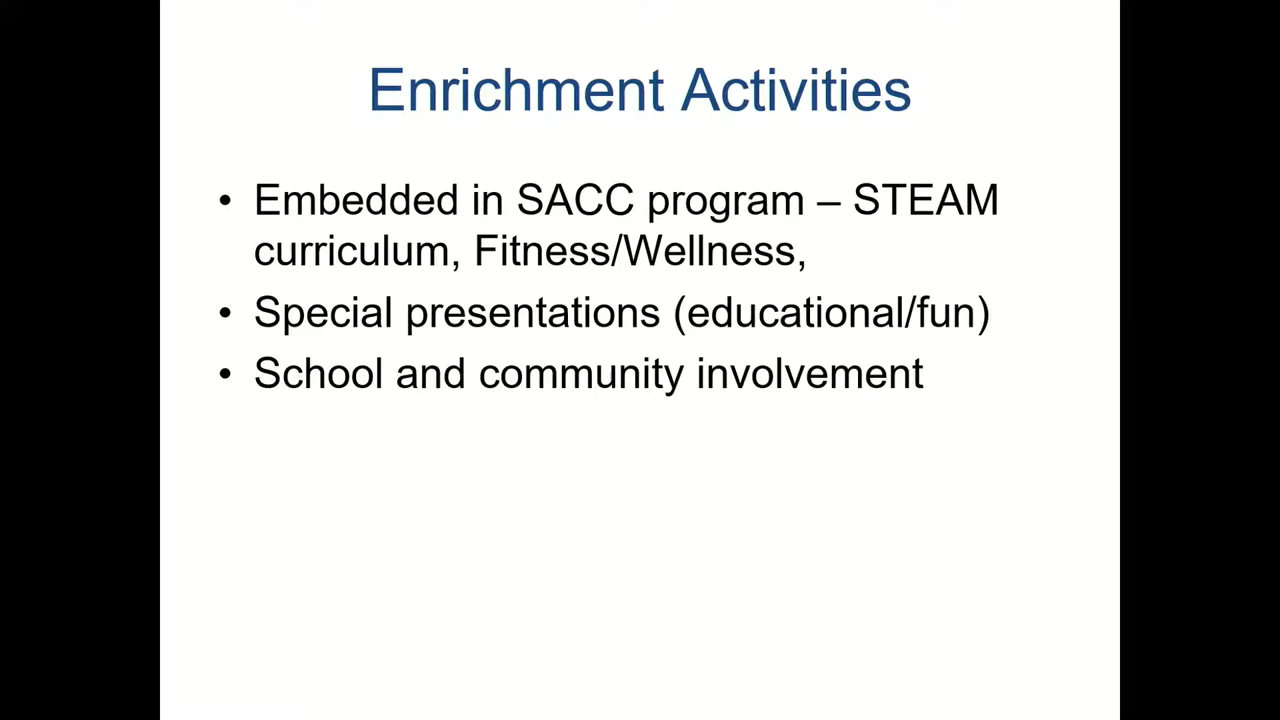 Enrichment Activities
• Embedded in SACC program – STEAM
curriculum, Fitness/Wellness,
• Special presentations (educational/fun)
• School and community involvement